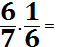 6/7 . 1/6 =